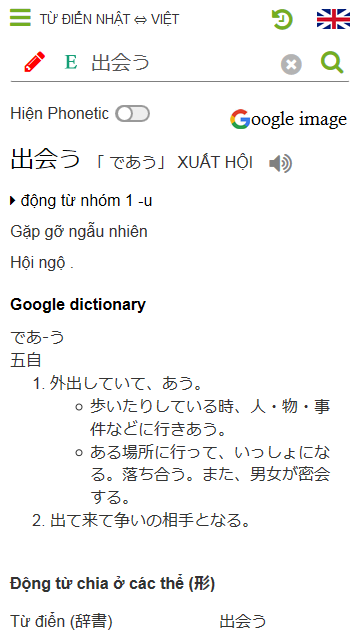 TỪ ĐIỂN NHẬT ⇔ VIỆT
E 出会う
Hiện Phonetic
Google image
出会う 「 であう」 XUẤT HỘI
động từ nhóm 1 -u
Gặp gỡ ngẫu nhiên
Hội ngộ .
Google dictionary
であ-う
五自
1. 外出していて、あう。
歩いたりしている時、人・物・事
件などに行きあう。
ある場所に行って、いっしょにな
る。落ち合う。また、男女が密会
する。
2. 出て来て争いの相手となる。
Động từ chia ở các thể (形)
Từ điển (辞書) 出会う